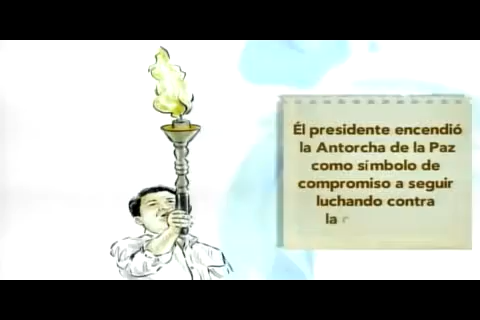 Él presidente encendió
la Antorcha de la Paz
como símbolo de
compromiso a seguir
luchando contra
la